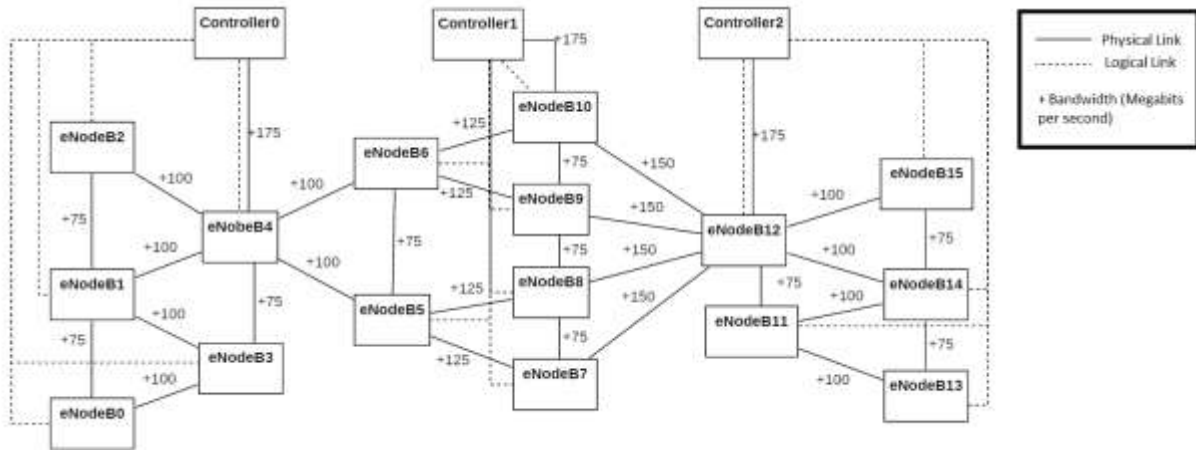 Controller0
Controller1
Controller2
Physical Link
Logical Link
+ Bandwidth (Megabits
per second)
+175
+175
+175
eNodeB2
eNodeB10
+125
eNodeB6
eNodeB15
+100
+100
+75
+125
eNodeB9
+150
+150
+100
+75
eNobeB4
eNodeB12
+100
+75
+75
+150
+100
+75
eNodeB1
+100
eNodeB8
eNodeB14
+75
+125
+150
+75
+100
eNodeB5
eNodeB11
+100
+75
eNodeB3
+125
+75
eNodeB7
+75
+100
+100
eNodeB13
eNodeB0